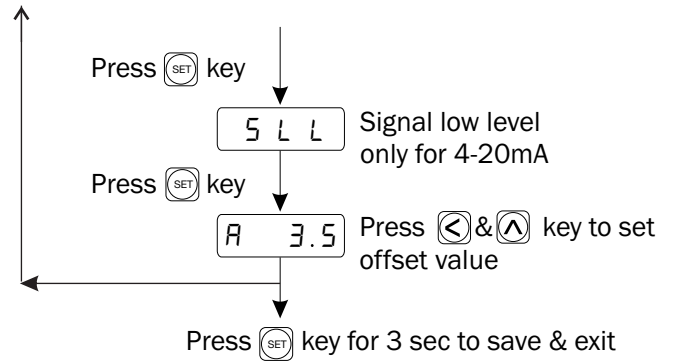 Press SET key
5 L L
Signal low level
only for 4-20mA
Press SET key
A 3.5
Press < & ^ key to set
offset value
Press SET key for 3 sec to save & exit